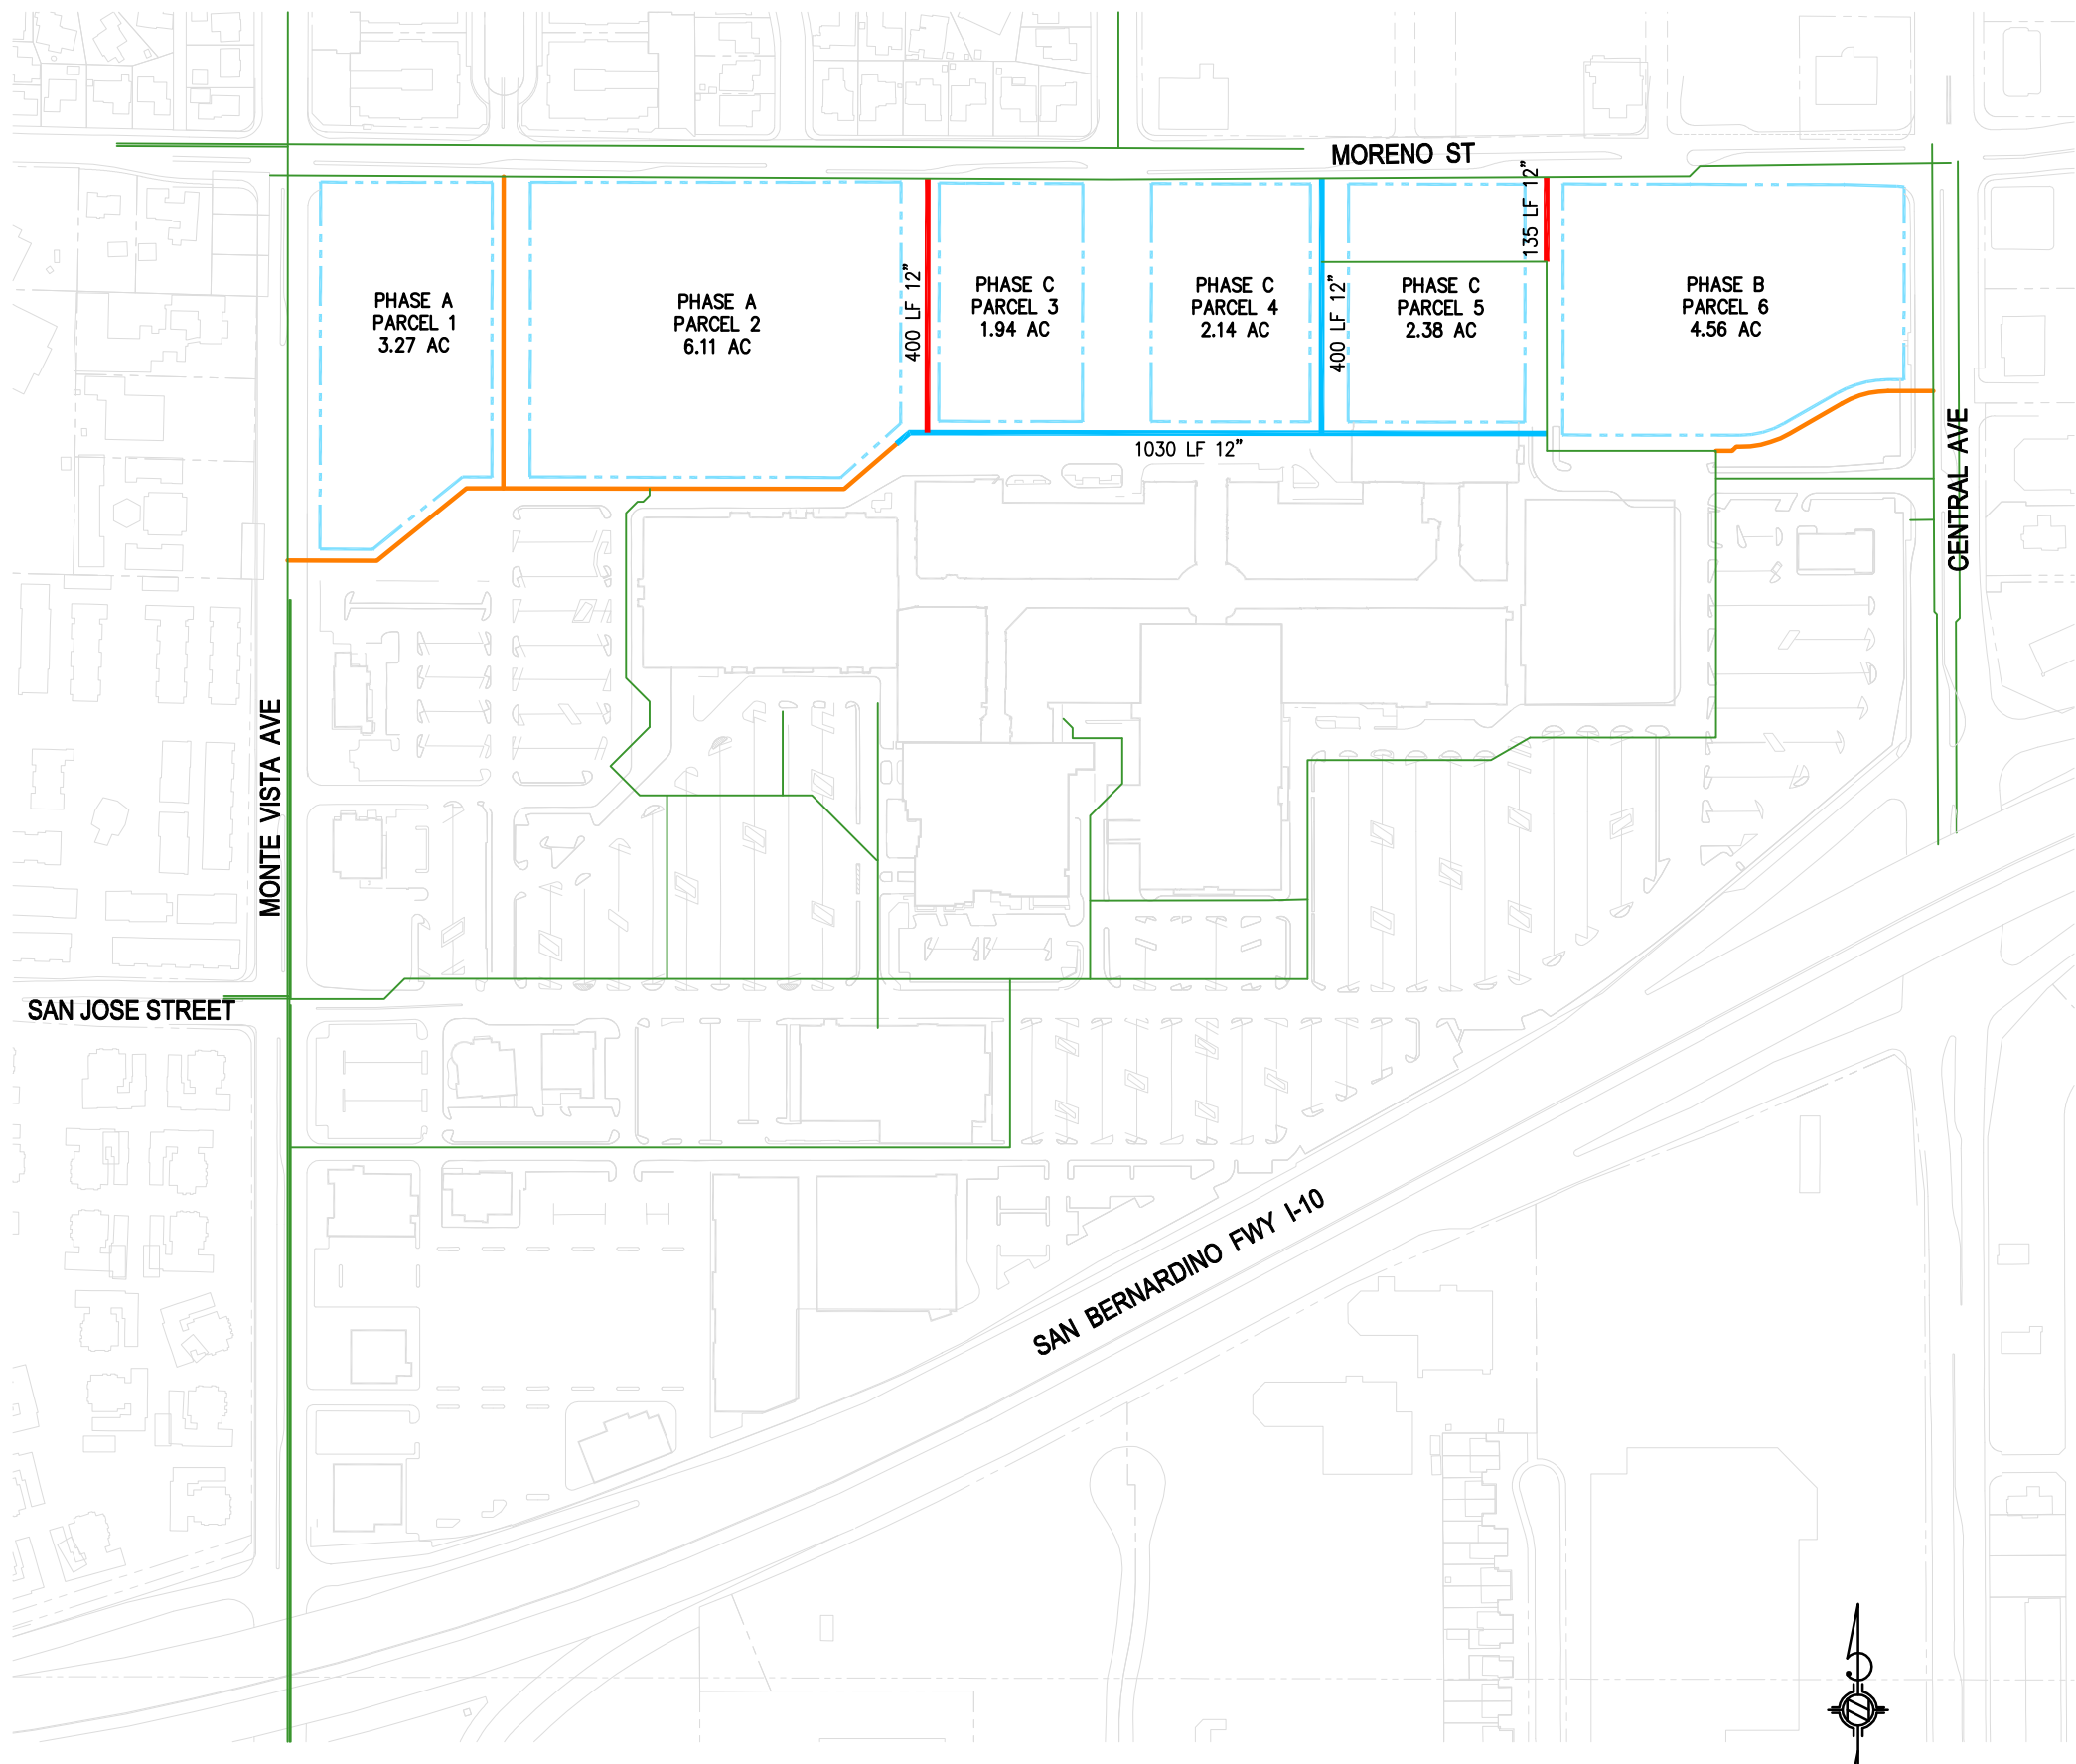 MORENO ST
135 LF 12"
PHASE A
PARCEL 1
3.27 AC
PHASE A
PARCEL 2
6.11 AC
400 LF 12"
PHASE C
PARCEL 3
1.94 AC
PHASE C
PARCEL 4
2.14 AC
400 LF 12"
PHASE C
PARCEL 5
2.38 AC
PHASE B
PARCEL 6
4.56 AC
1030 LF 12"
CENTRAL AVE
MONTE VISTA AVE
SAN JOSE STREET
SAN BERNARDINO FWY I-10